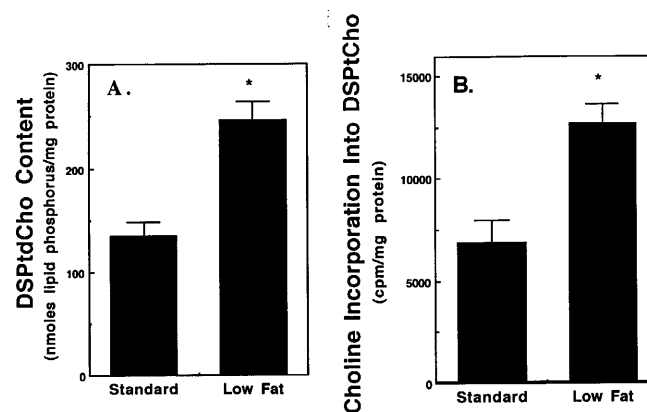 DSPtdCho Content
(nmoles lipid phosphorus/mg protein)
300
200
100
0
A.
*
Standard
Low Fat
Choline Incorporation Into DSPtCho
(cpm/mg protein)
15000
10000
5000
0
B.
*
Standard
Low Fat